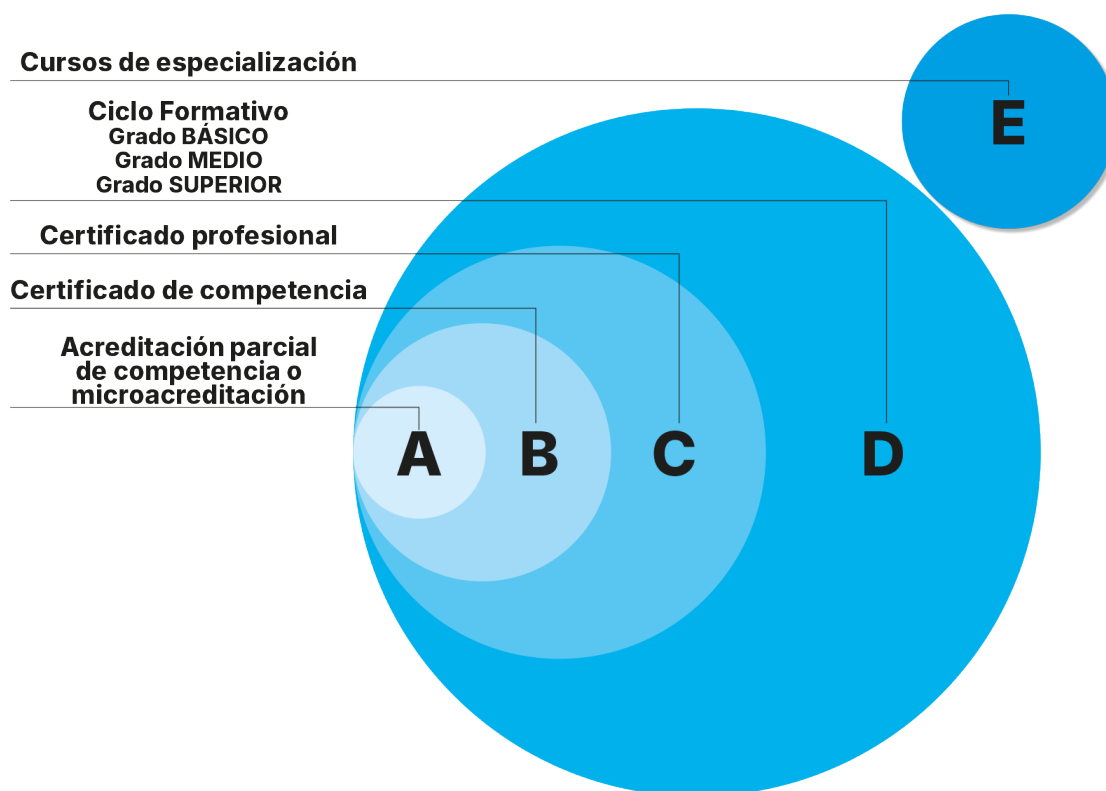 Cursos de especialización
E
Ciclo Formativo
Grado BÁSICO
Grado MEDIO
Grado SUPERIOR
Certificado profesional
Certificado de competencia
Acreditación parcial
de competencia o
microacreditación
A B C D